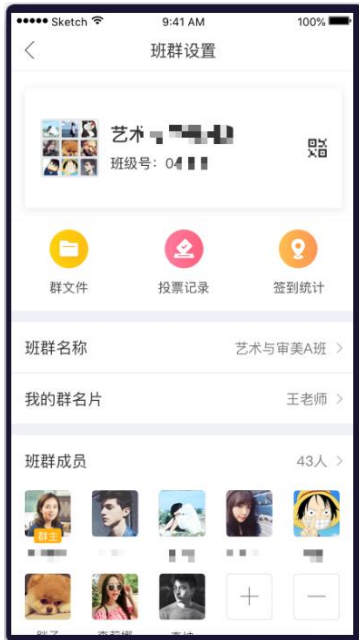 Sketch 9:41 AM 100%
班群设置
艺术
班级号：04
群文件 投票记录 签到统计
班群名称 艺术与审美A班
我的群名片 王老师
班群成员 43人
群主